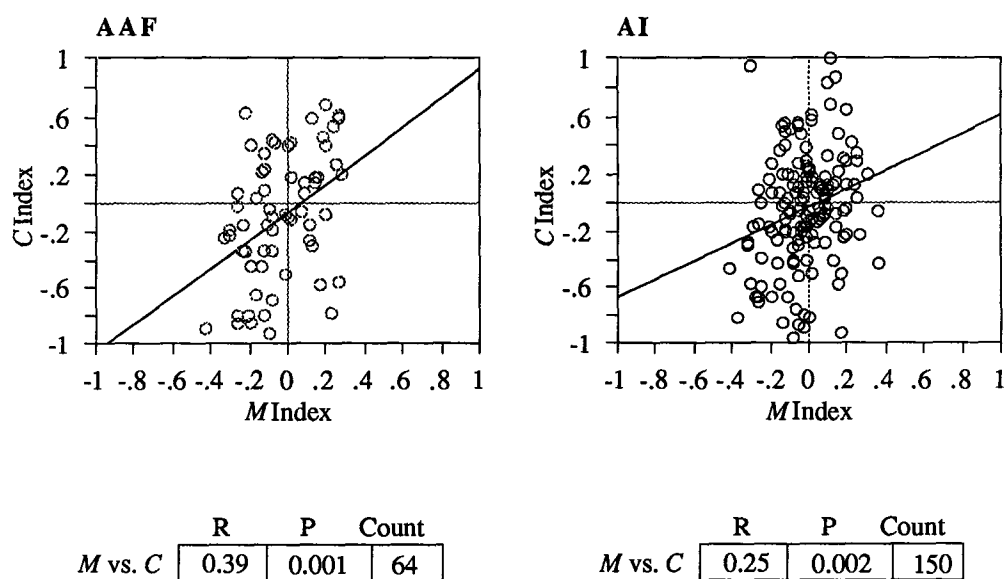 AAF
1
.6
.2
-.2
-.6
-1
C Index
-1 -.8 -.6 -.4 -.2 0 .2 .4 .6 .8 1
M Index
R P Count
M vs. C 0.39 0.001 64
AI
1
.6
.2
-.2
-.6
-1
C Index
-1 -.8 -.6 -.4 -.2 0 .2 .4 .6 .8 1
M Index
R P Count
M vs. C 0.25 0.002 150